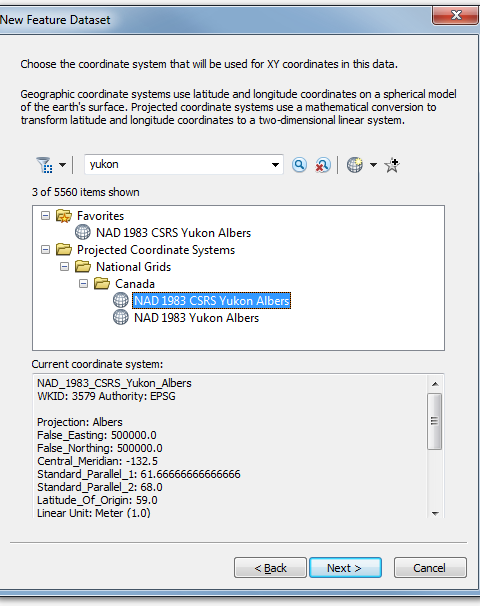 New Feature Dataset
Choose the coordinate system that will be used for XY coordinates in this data.
Geographic coordinate systems use latitude and longitude coordinates on a spherical model
of the earth's surface. Projected coordinate systems use a mathematical conversion to
transform latitude and longitude coordinates to a two-dimensional linear system.
yukon
3 of 5560 items shown
Favorites
NAD 1983 CSRS Yukon Albers
Projected Coordinate Systems
National Grids
Canada
NAD 1983 CSRS Yukon Albers
NAD 1983 Yukon Albers
Current coordinate system:
NAD_1983_CSRS_Yukon_Albers
WKID: 3579 Authority: EPSG
Projection: Albers
False_Easting: 500000.0
False_Northing: 500000.0
Central_Meridian: -132.5
Standard_Parallel_1: 61.66666666666666
Standard_Parallel_2: 68.0
Latitude_Of_Origin: 59.0
Linear Unit: Meter (1.0)
< Back Next > Cancel